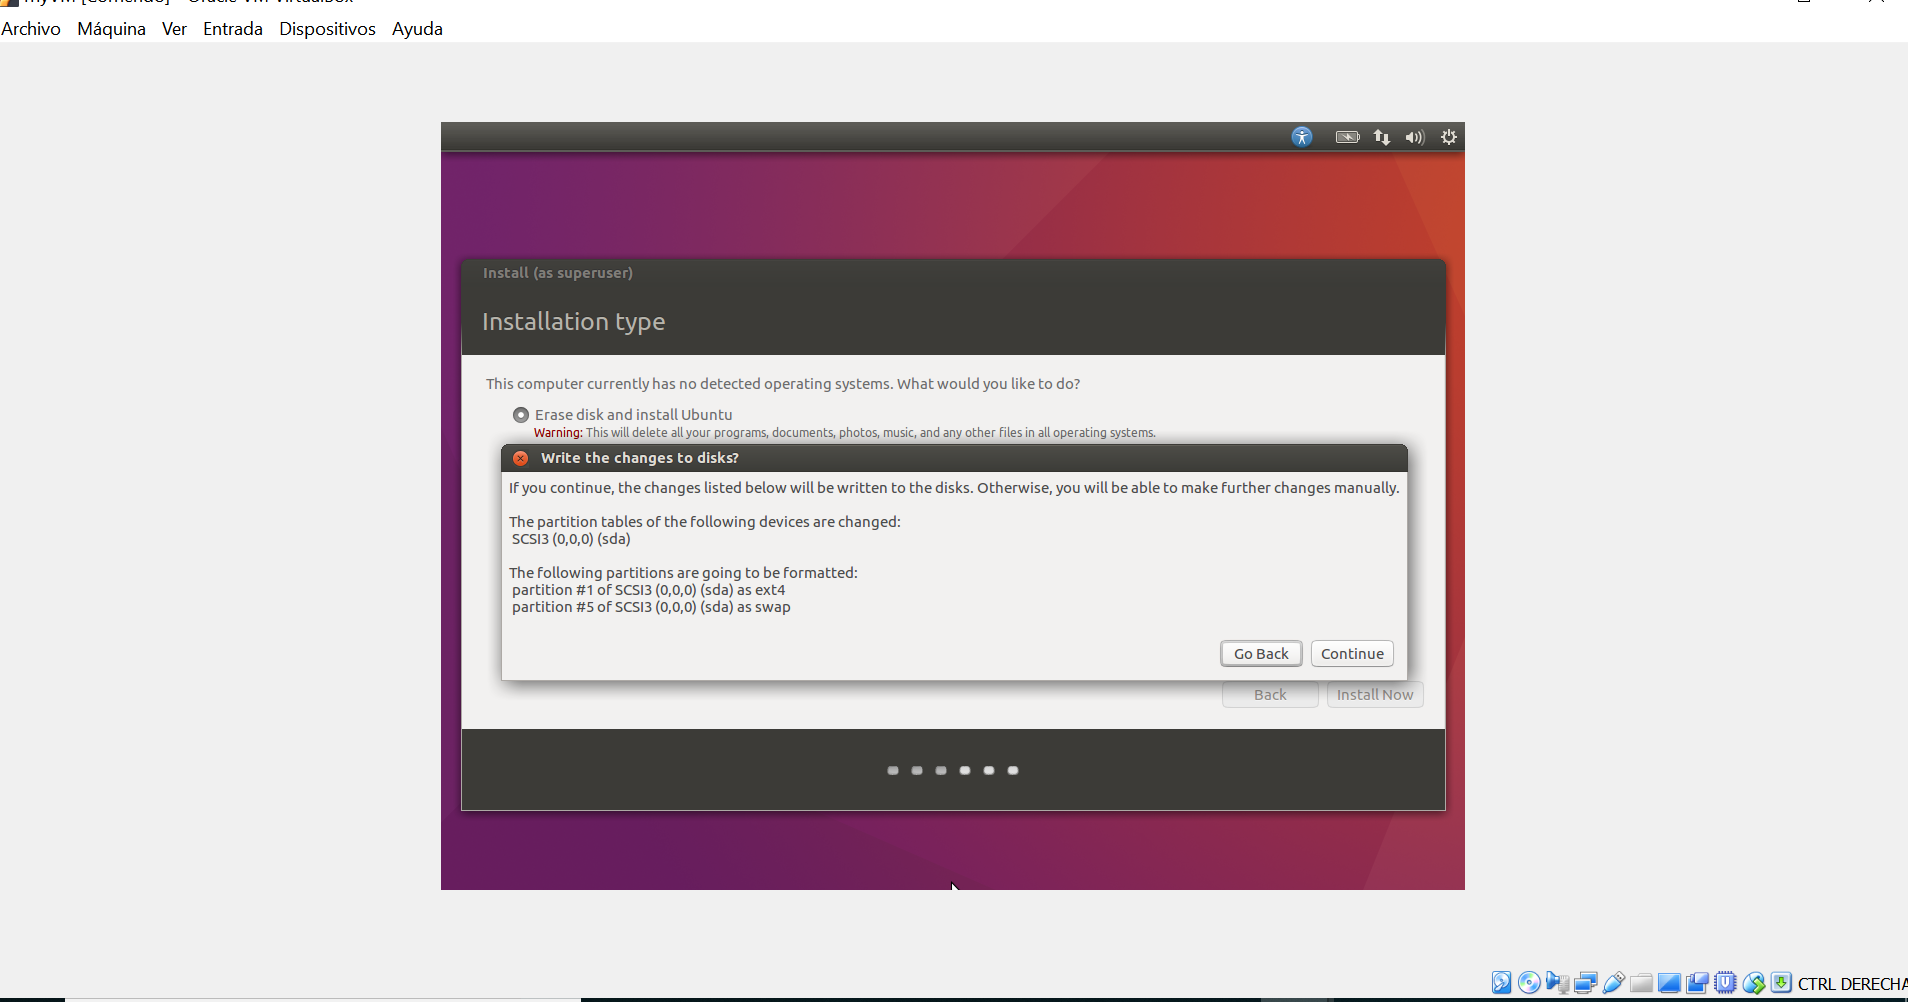 Archivo Máquina Ver Entrada Dispositivos Ayuda
Install (as superuser)
Installation type
This computer currently has no detected operating systems. What would you like to do?
Erase disk and install Ubuntu
Warning: This will delete all your programs, documents, photos, music, and any other files in all operating systems.
Write the changes to disks?
If you continue, the changes listed below will be written to the disks. Otherwise, you will be able to make further changes manually.
The partition tables of the following devices are changed:
SCSI3 (0,0,0) (sda)
The following partitions are going to be formatted:
partition #1 of SCSI3 (0,0,0) (sda) as ext4
partition #5 of SCSI3 (0,0,0) (sda) as swap
Go Back Continue
Back Install Now
CTRL DERECHA